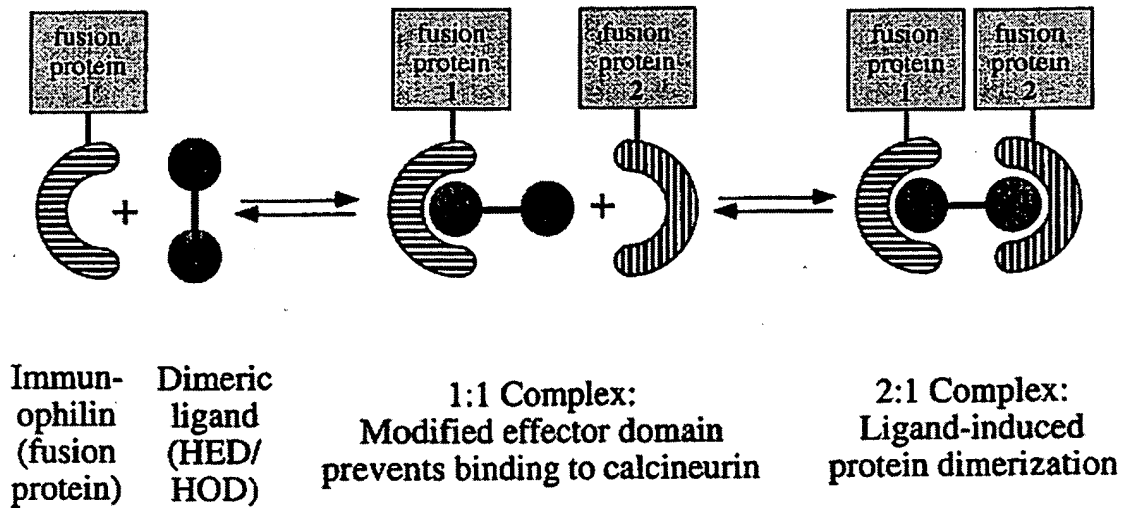 fusion
protein
1
fusion
protein
1
fusion
protein
2
fusion
protein
1
fusion
protein
2
+
+
Immun-
ophilin
(fusion
protein)
Dimeric
ligand
(HED/
HOD)
1:1 Complex:
Modified effector domain
prevents binding to calcineurin
2:1 Complex:
Ligand-induced
protein dimerization